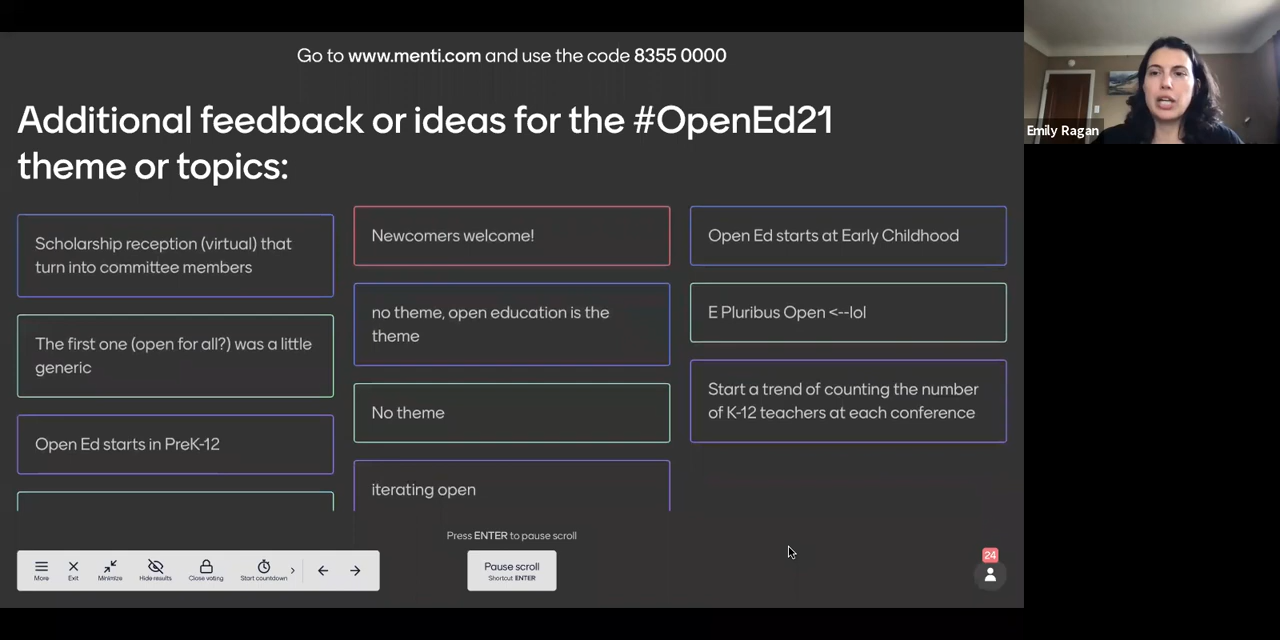 Go to www.menti.com and use the code 8355 0000
Emily Ragan
Additional feedback or ideas for the #OpenEd21
theme or topics:
Scholarship reception (virtual) that
turn into committee members
The first one (open for all?) was a little
generic
Open Ed starts in PreK-12
Newcomers welcome!
no theme, open education is the
theme
No theme
iterating open
Open Ed starts at Early Childhood
E Pluribus Open <--lol
Start a trend of counting the number
of K-12 teachers at each conference
Press ENTER to pause scroll
More
Exit
Minimize
Hide results
Close voting
Start countdown
Pause scroll
Shortcut ENTER
24